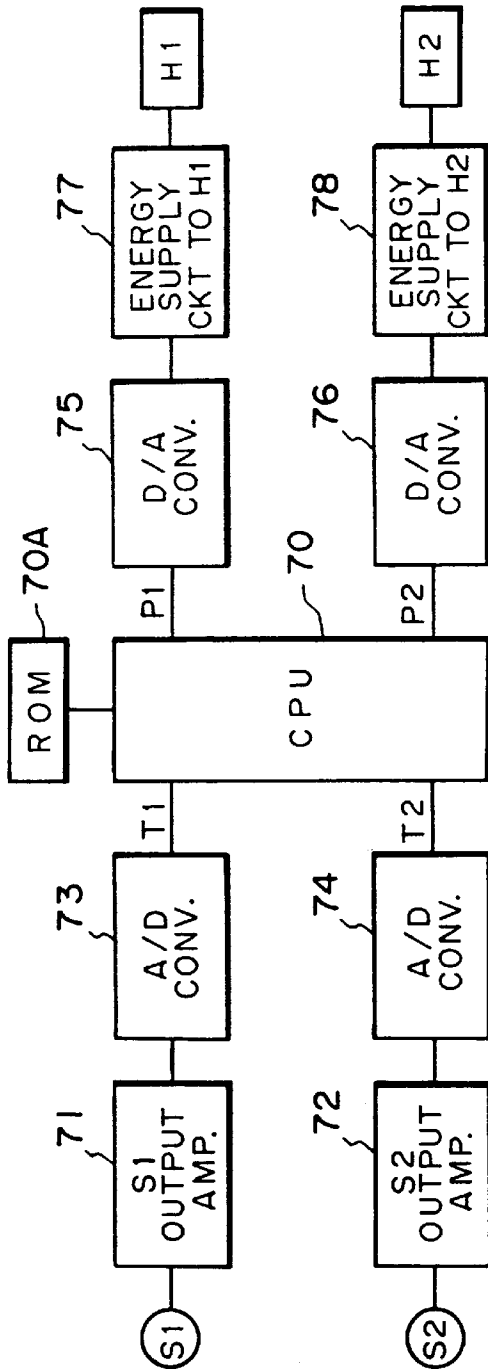 70A
ROM
71
73
75
77
S1
S1
OUTPUT
AMP.
A/D
CONV.
T1
P1
D/A
CONV.
ENERGY
SUPPLY
CKT TO H1
H1
70
CPU
72
74
76
78
S2
S2
OUTPUT
AMP.
A/D
CONV.
T2
P2
D/A
CONV.
ENERGY
SUPPLY
CKT TO H2
H2